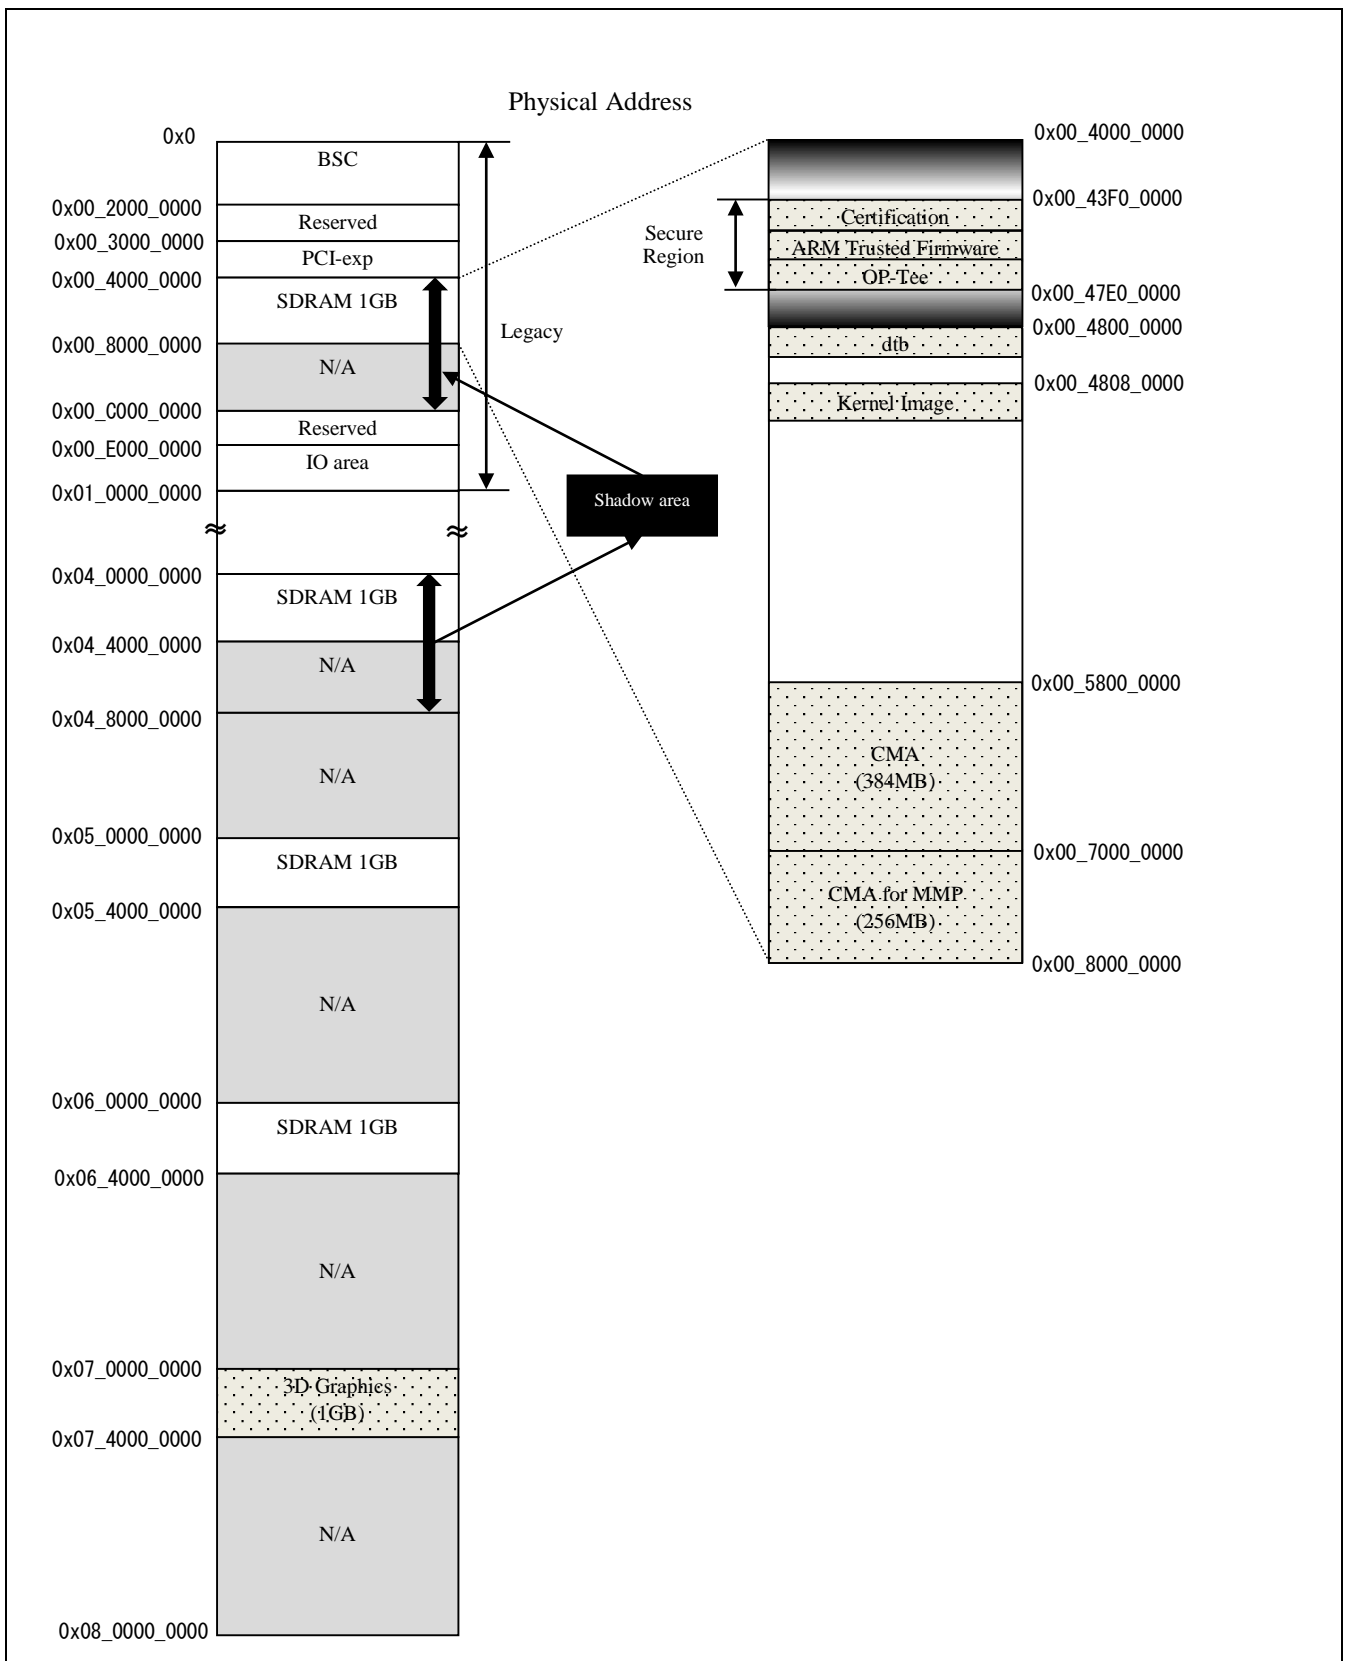 Physical Address
0x0
BSC
0x00_2000_0000
Reserved
0x00_3000_0000
PCI-exp
0x00_4000_0000
SDRAM 1GB
0x00_8000_0000
N/A
0x00_C000_0000
Reserved
0x00_E000_0000
IO area
0x01_0000_0000
Legacy
Shadow area
≈
≈
0x04_0000_0000
SDRAM 1GB
0x04_4000_0000
N/A
0x04_8000_0000
N/A
0x05_0000_0000
SDRAM 1GB
0x05_4000_0000
N/A
0x06_0000_0000
SDRAM 1GB
0x06_4000_0000
N/A
0x07_0000_0000
3D Graphics
(1GB)
0x07_4000_0000
N/A
0x08_0000_0000
0x00_4000_0000
0x00_43F0_0000
Secure
Region
Certification
ARM Trusted Firmware
OP-Tee
0x00_47E0_0000
0x00_4800_0000
dtb
0x00_4808_0000
Kernel Image
0x00_5800_0000
CMA
(384MB)
0x00_7000_0000
CMA for MMP
(256MB)
0x00_8000_0000